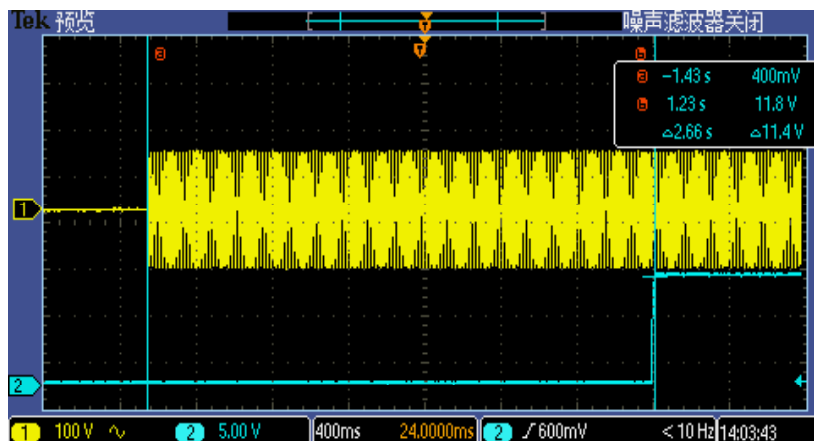 Tek 预览 噪声滤波器关闭
a b
a -1.43 s 400mV
b 1.23 s 11.8 V
△2.66 s △11.4 V
1
2
1 100 V ∿ 2 5.00 V 400ms 24.0000ms 2 ∫ 600mV < 10 Hz 14:03:43